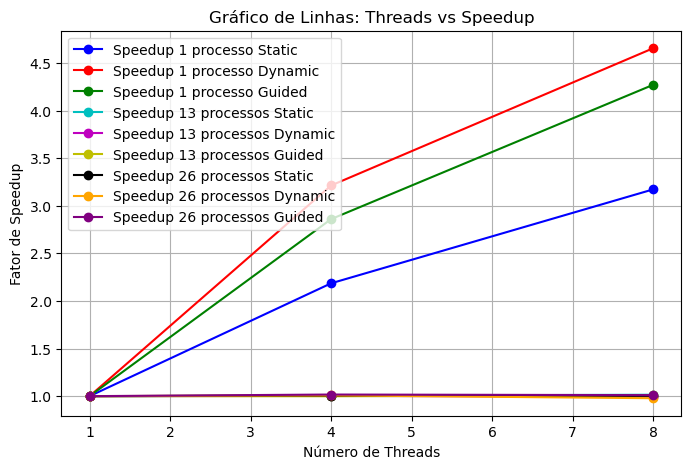 Gráfico de Linhas: Threads vs Speedup
Speedup 1 processo Static
Speedup 1 processo Dynamic
Speedup 1 processo Guided
Speedup 13 processos Static
Speedup 13 processos Dynamic
Speedup 13 processos Guided
Speedup 26 processos Static
Speedup 26 processos Dynamic
Speedup 26 processos Guided
Fator de Speedup
4.5
4.0
3.5
3.0
2.5
2.0
1.5
1.0
1 2 3 4 5 6 7 8
Número de Threads